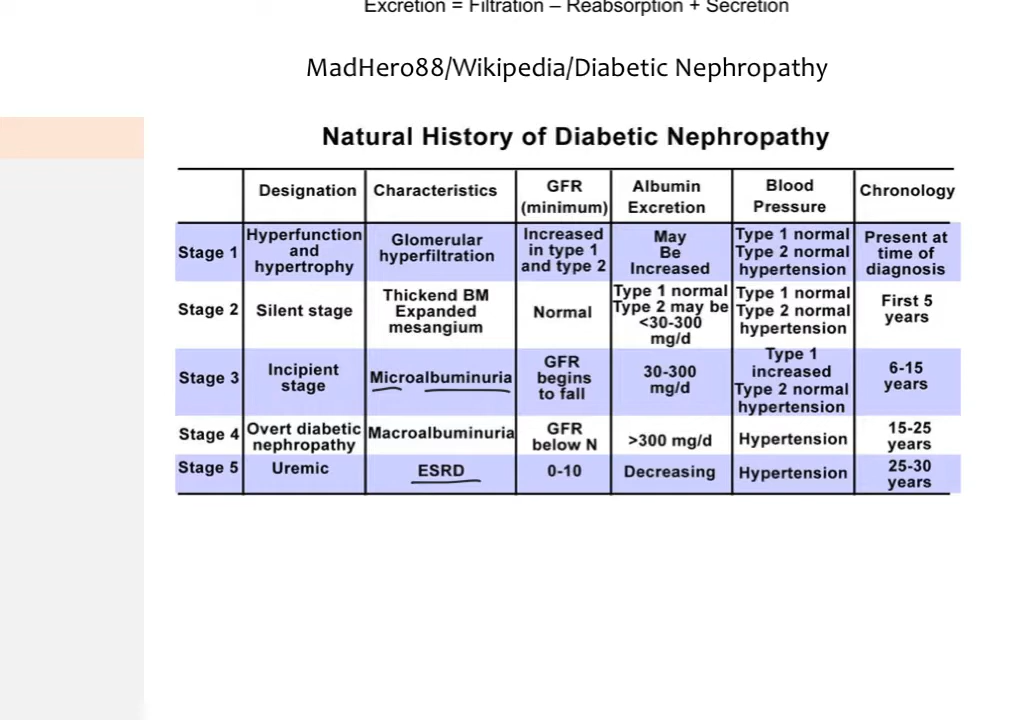 Excretion = Filtration – Reabsorption + Secretion
MadHero88/Wikipedia/Diabetic Nephropathy
Natural History of Diabetic Nephropathy
Designation Characteristics GFR (minimum) Albumin Excretion Blood Pressure Chronology
Stage 1 Hyperfunction and hypertrophy Glomerular hyperfiltration Increased in type 1 and type 2 May Be Increased Type 1 normal Type 2 normal hypertension Present at time of diagnosis
Stage 2 Silent stage Thickend BM Expanded mesangium Normal Type 1 normal Type 2 may be <30-300 mg/d Type 1 normal Type 2 normal hypertension First 5 years
Stage 3 Incipient stage Microalbuminuria GFR begins to fall 30-300 mg/d Type 1 increased Type 2 normal hypertension 6-15 years
Stage 4 Overt diabetic nephropathy Macroalbuminuria GFR below N >300 mg/d Hypertension 15-25 years
Stage 5 Uremic ESRD 0-10 Decreasing Hypertension 25-30 years